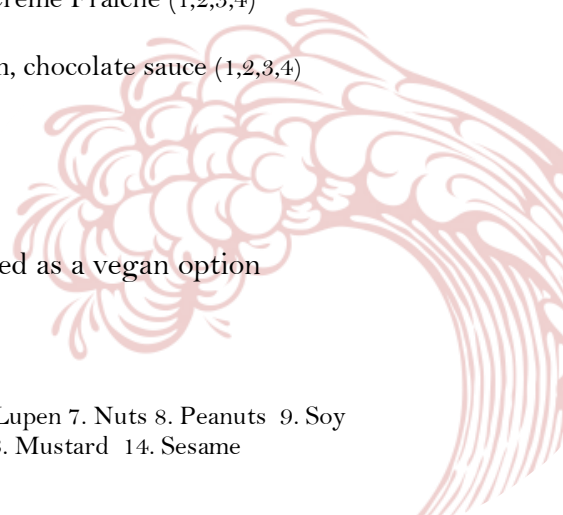 Crème Fraiche (1,2,3,4)
, chocolate sauce (1,2,3,4)
ed as a vegan option
Lupen 7. Nuts 8. Peanuts 9. Soy
. Mustard 14. Sesame